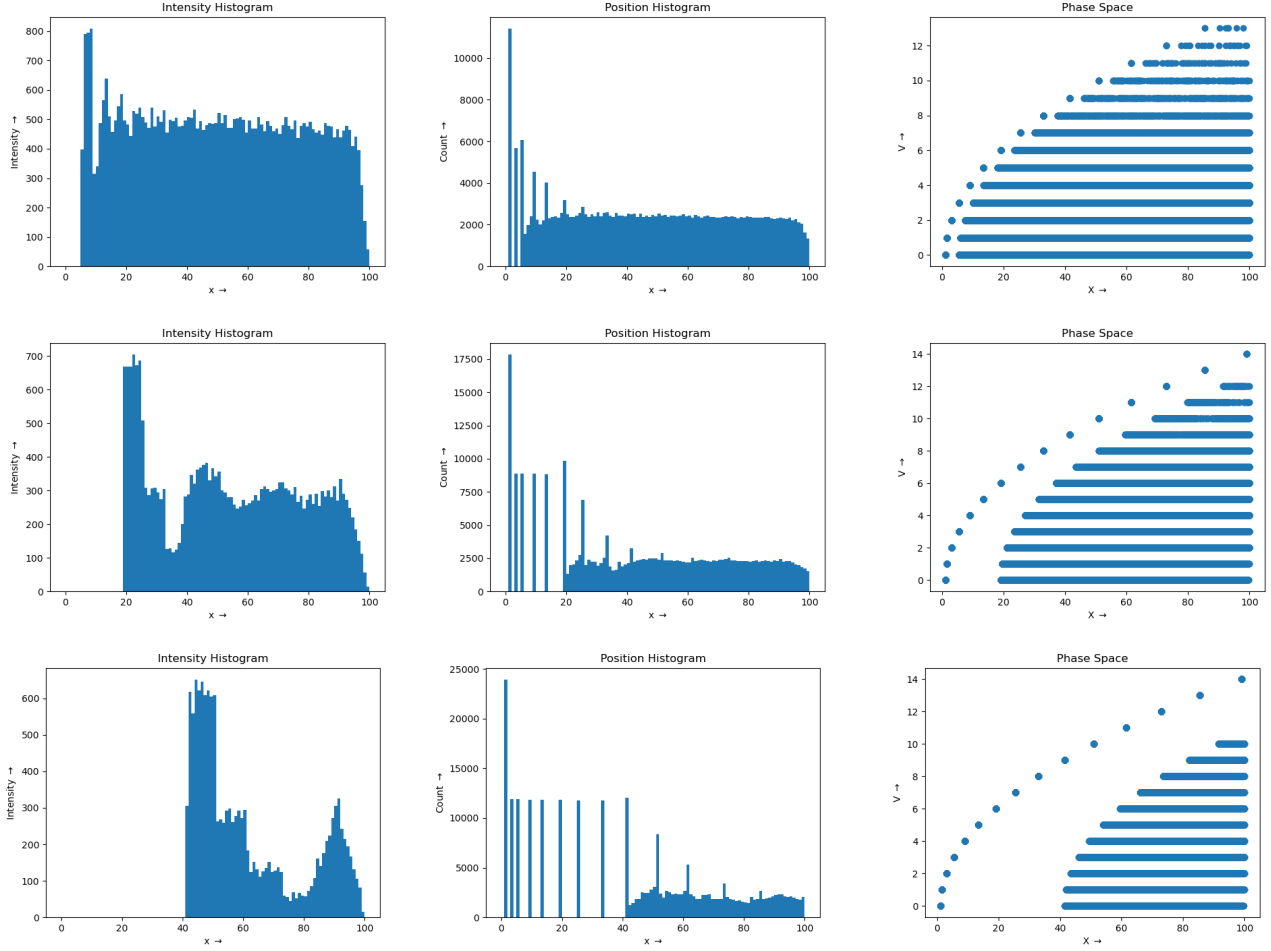 Intensity Histogram
Position Histogram
Phase Space
800
700
600
500
400
300
200
100
0
Intensity →
0 20 40 60 80 100
x →
10000
8000
6000
4000
2000
0
Count →
0 20 40 60 80 100
x →
12
10
8
6
4
2
0
V →
0 20 40 60 80 100
X →
Intensity Histogram
Position Histogram
Phase Space
700
600
500
400
300
200
100
0
Intensity →
0 20 40 60 80 100
x →
17500
15000
12500
10000
7500
5000
2500
0
Count →
0 20 40 60 80 100
x →
14
12
10
8
6
4
2
0
V →
0 20 40 60 80 100
X →
Intensity Histogram
Position Histogram
Phase Space
600
500
400
300
200
100
0
Intensity →
0 20 40 60 80 100
x →
25000
20000
15000
10000
5000
0
Count →
0 20 40 60 80 100
x →
14
12
10
8
6
4
2
0
V →
0 20 40 60 80 100
X →